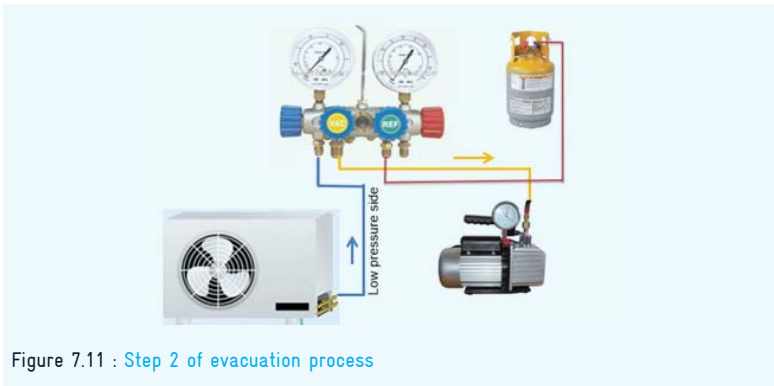 VAC
REF
Low pressure side
Figure 7.11 : Step 2 of evacuation process